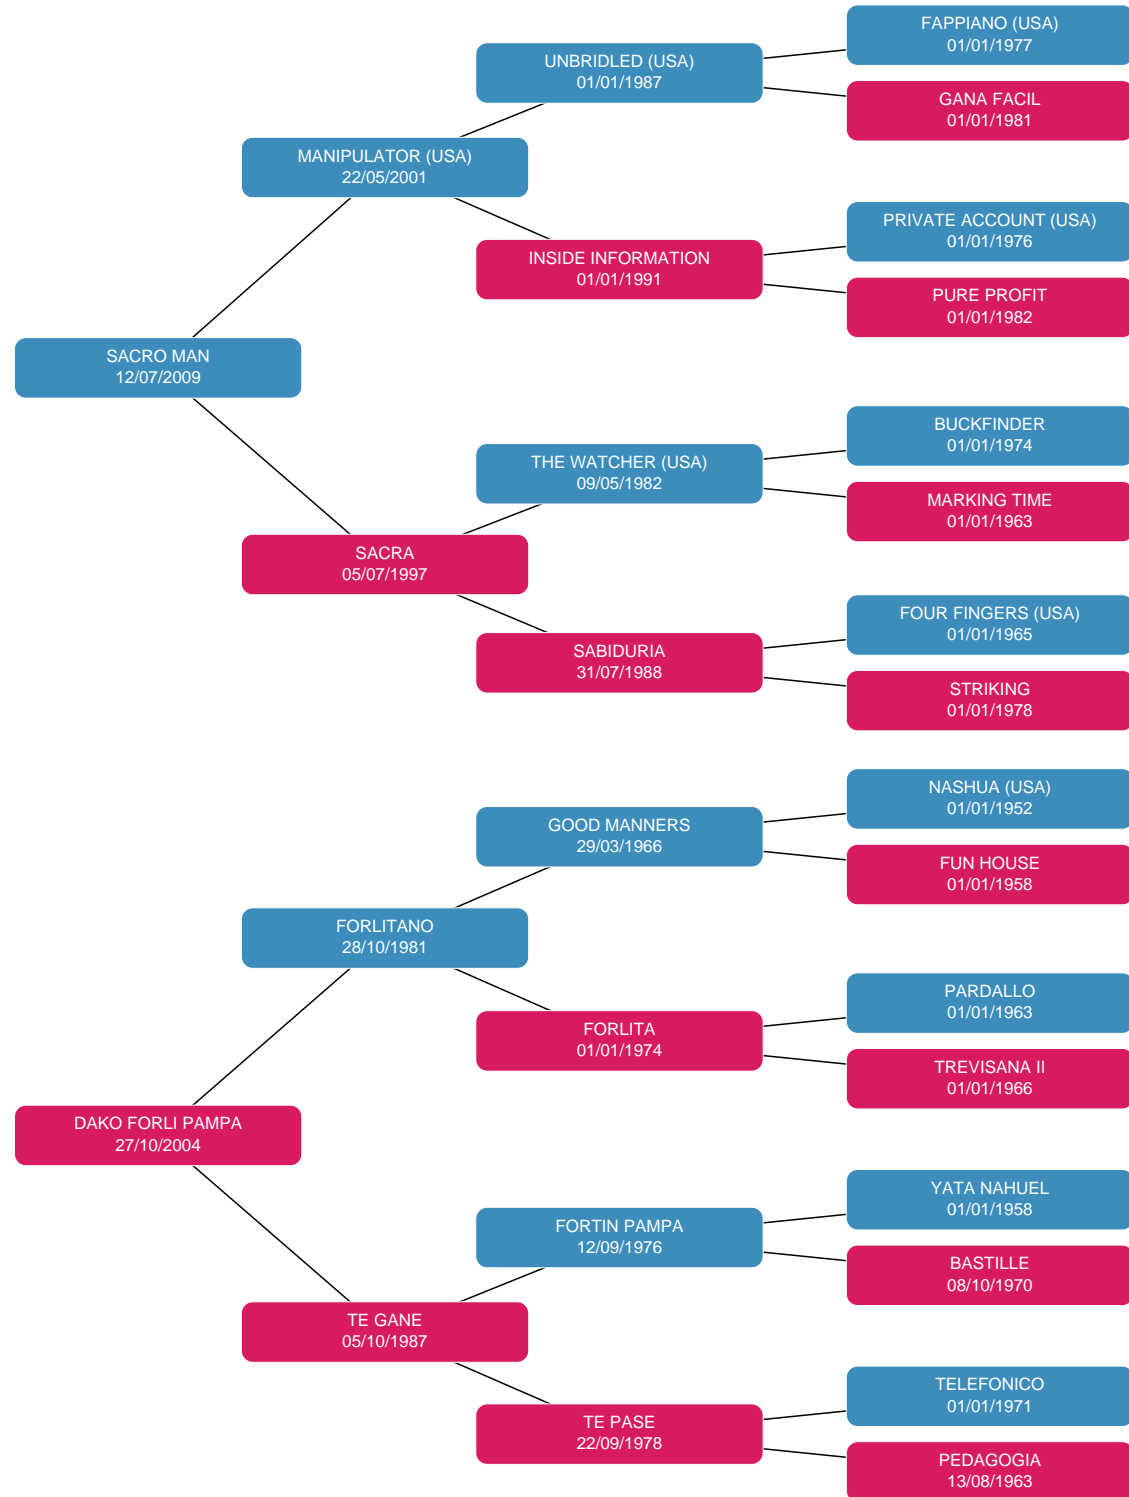 FAPPIANO (USA)
01/01/1977
UNBRIDLED (USA)
01/01/1987
GANA FACIL
01/01/1981
MANIPULATOR (USA)
22/05/2001
PRIVATE ACCOUNT (USA)
01/01/1976
INSIDE INFORMATION
01/01/1991
PURE PROFIT
01/01/1982
SACRO MAN
12/07/2009
BUCKFINDER
01/01/1974
THE WATCHER (USA)
09/05/1982
MARKING TIME
01/01/1963
SACRA
05/07/1997
FOUR FINGERS (USA)
01/01/1965
SABIDURIA
31/07/1988
STRIKING
01/01/1978
NASHUA (USA)
01/01/1952
GOOD MANNERS
29/03/1966
FUN HOUSE
01/01/1958
FORLITANO
28/10/1981
PARDALLO
01/01/1963
FORLITA
01/01/1974
TREVISANA II
01/01/1966
DAKO FORLI PAMPA
27/10/2004
YATA NAHUEL
01/01/1958
FORTIN PAMPA
12/09/1976
BASTILLE
08/10/1970
TE GANE
05/10/1987
TELEFONICO
01/01/1971
TE PASE
22/09/1978
PEDAGOGIA
13/08/1963